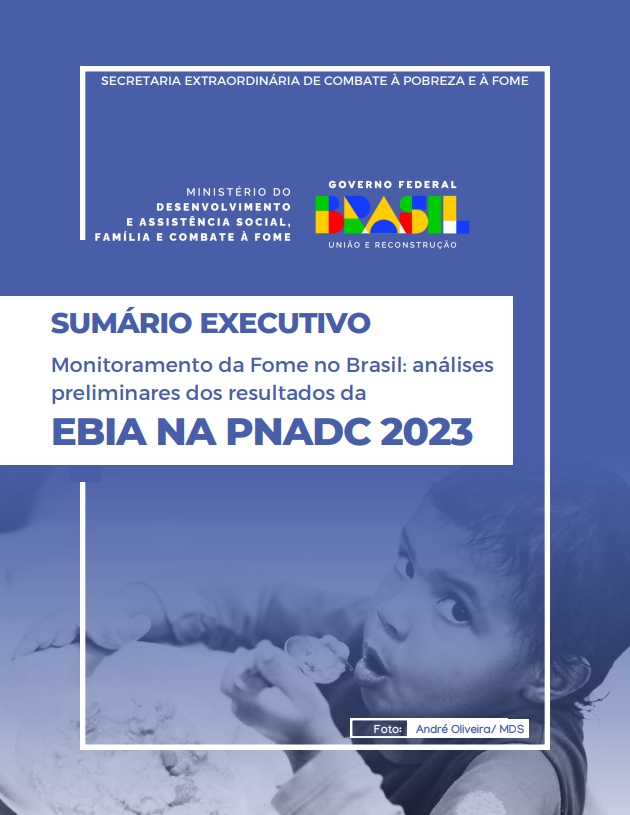 SECRETARIA EXTRAORDINÁRIA DE COMBATE À POBREZA E À FOME
MINISTÉRIO DO
DESENVOLVIMENTO
E ASSISTÊNCIA SOCIAL,
FAMÍLIA E COMBATE À FOME
GOVERNO FEDERAL
BRASIL
UNIÃO E RECONSTRUÇÃO
SUMÁRIO EXECUTIVO
Monitoramento da Fome no Brasil: análises
preliminares dos resultados da
EBIA NA PNADC 2023
Foto: André Oliveira/ MDS